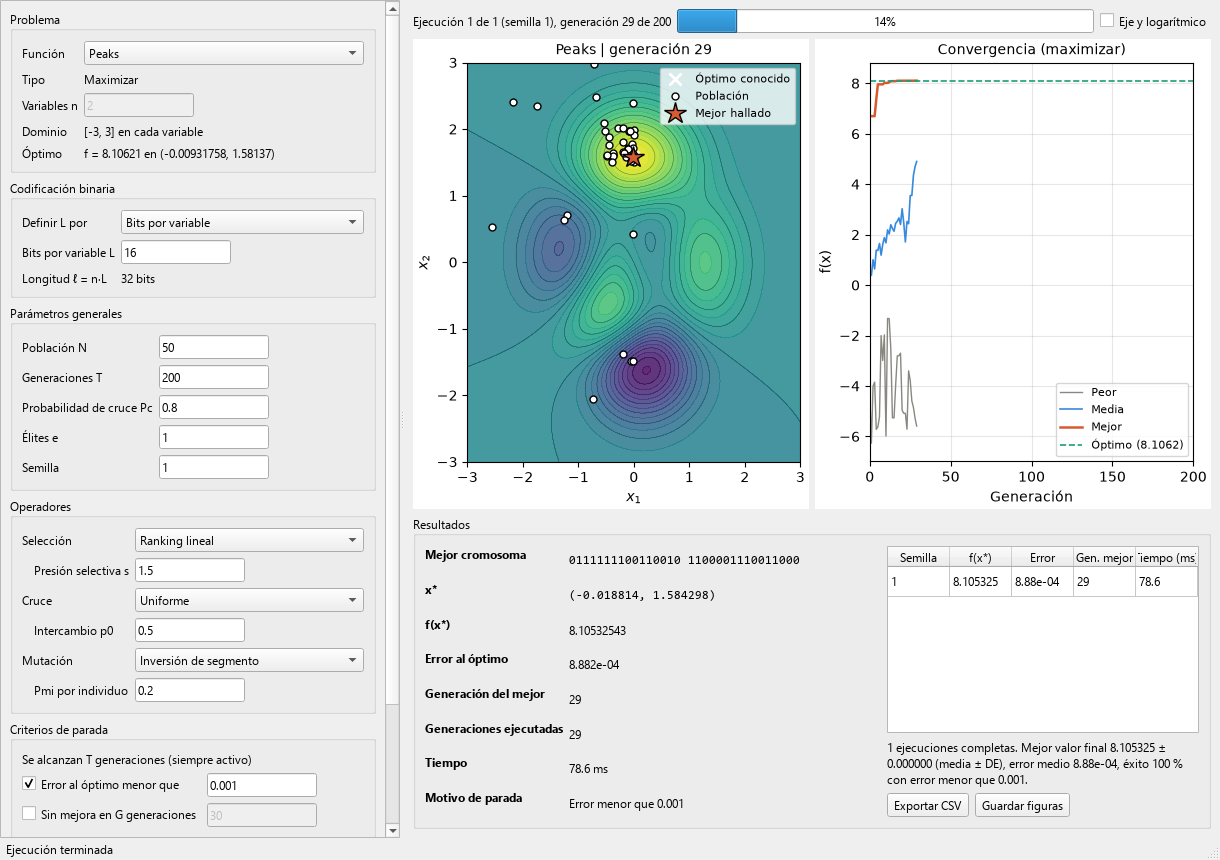 Problema
Función Peaks
Tipo Maximizar
Variables n 2
Dominio [-3, 3] en cada variable
Óptimo f = 8.10621 en (-0.00931758, 1.58137)
Codificación binaria
Definir L por Bits por variable
Bits por variable L 16
Longitud ℓ = n·L 32 bits
Parámetros generales
Población N 50
Generaciones T 200
Probabilidad de cruce Pc 0.8
Élites e 1
Semilla 1
Operadores
Selección Ranking lineal
Presión selectiva s 1.5
Cruce Uniforme
Intercambio p0 0.5
Mutación Inversión de segmento
Pmi por individuo 0.2
Criterios de parada
Se alcanzan T generaciones (siempre activo)
Error al óptimo menor que 0.001
Sin mejora en G generaciones 30
Ejecución terminada
Ejecución 1 de 1 (semilla 1), generación 29 de 200 14% Eje y logarítmico
Peaks | generación 29
Óptimo conocido
Población
Mejor hallado
3
2
1
0
−1
−2
−3
x₂
−3 −2 −1 0 1 2 3
x₁
Convergencia (maximizar)
8
6
4
2
0
−2
−4
−6
f(x)
Peor
Media
Mejor
Óptimo (8.1062)
0 50 100 150 200
Generación
Resultados
Mejor cromosoma 0111111100110010 1100001110011000
x* (-0.018814, 1.584298)
f(x*) 8.10532543
Error al óptimo 8.882e-04
Generación del mejor 29
Generaciones ejecutadas 29
Tiempo 78.6 ms
Motivo de parada Error menor que 0.001
Semilla f(x*) Error Gen. mejor Tiempo (ms)
1 8.105325 8.88e-04 29 78.6
1 ejecuciones completas. Mejor valor final 8.105325 ±
0.000000 (media ± DE), error medio 8.88e-04, éxito 100 %
con error menor que 0.001.
Exportar CSV Guardar figuras